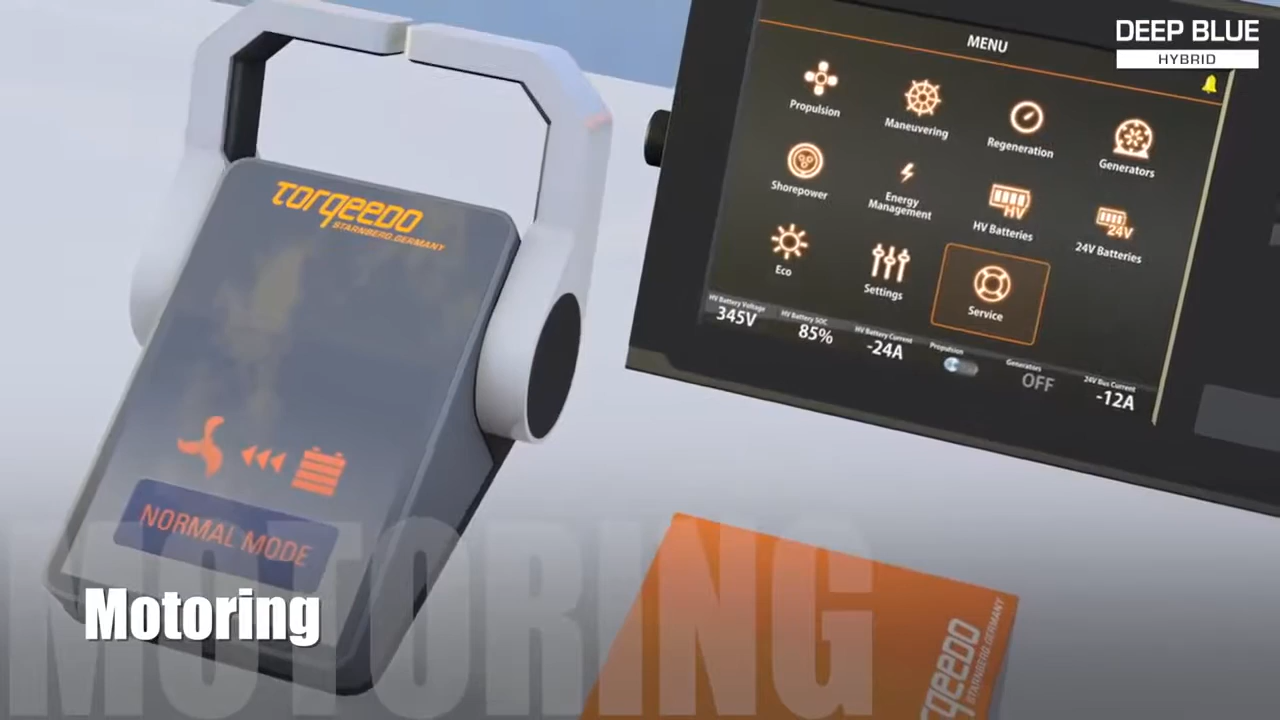 DEEP BLUE
HYBRID
MENU
Propulsion
Maneuvering
Regeneration
Generators
Shorepower
Energy
Management
HV
HV Batteries
24V
24V Batteries
Eco
Settings
Service
HV Battery Voltage
345V
HV Battery SOC
85%
HV Battery Current
-24A
Propulsion
Generators
OFF
24V Bus Current
-12A
torqeedo
STARNBERG.GERMANY
NORMAL MODE
MOTORING
Motoring
rqeedo
STARNBERG.GERMANY